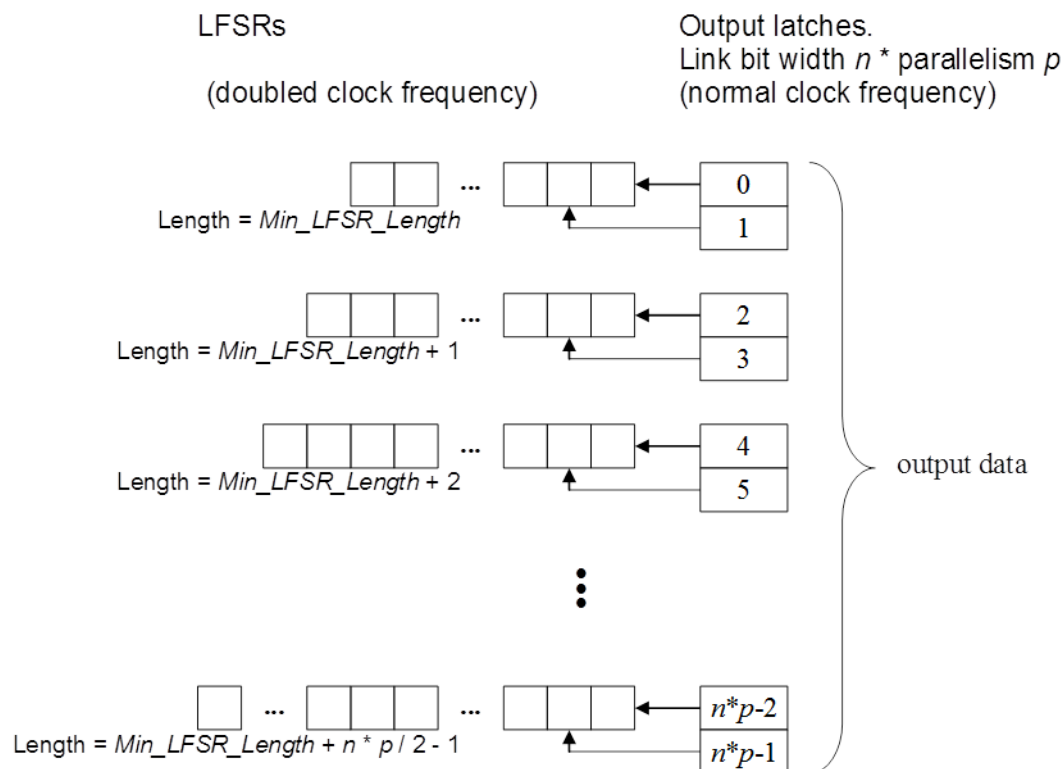 LFSRs
(doubled clock frequency)
Output latches.
Link bit width n * parallelism p
(normal clock frequency)
...
0
1
Length = Min_LFSR_Length
...
2
3
Length = Min_LFSR_Length + 1
...
4
5
Length = Min_LFSR_Length + 2
output data
... ...
n*p-2
n*p-1
Length = Min_LFSR_Length + n * p / 2 - 1